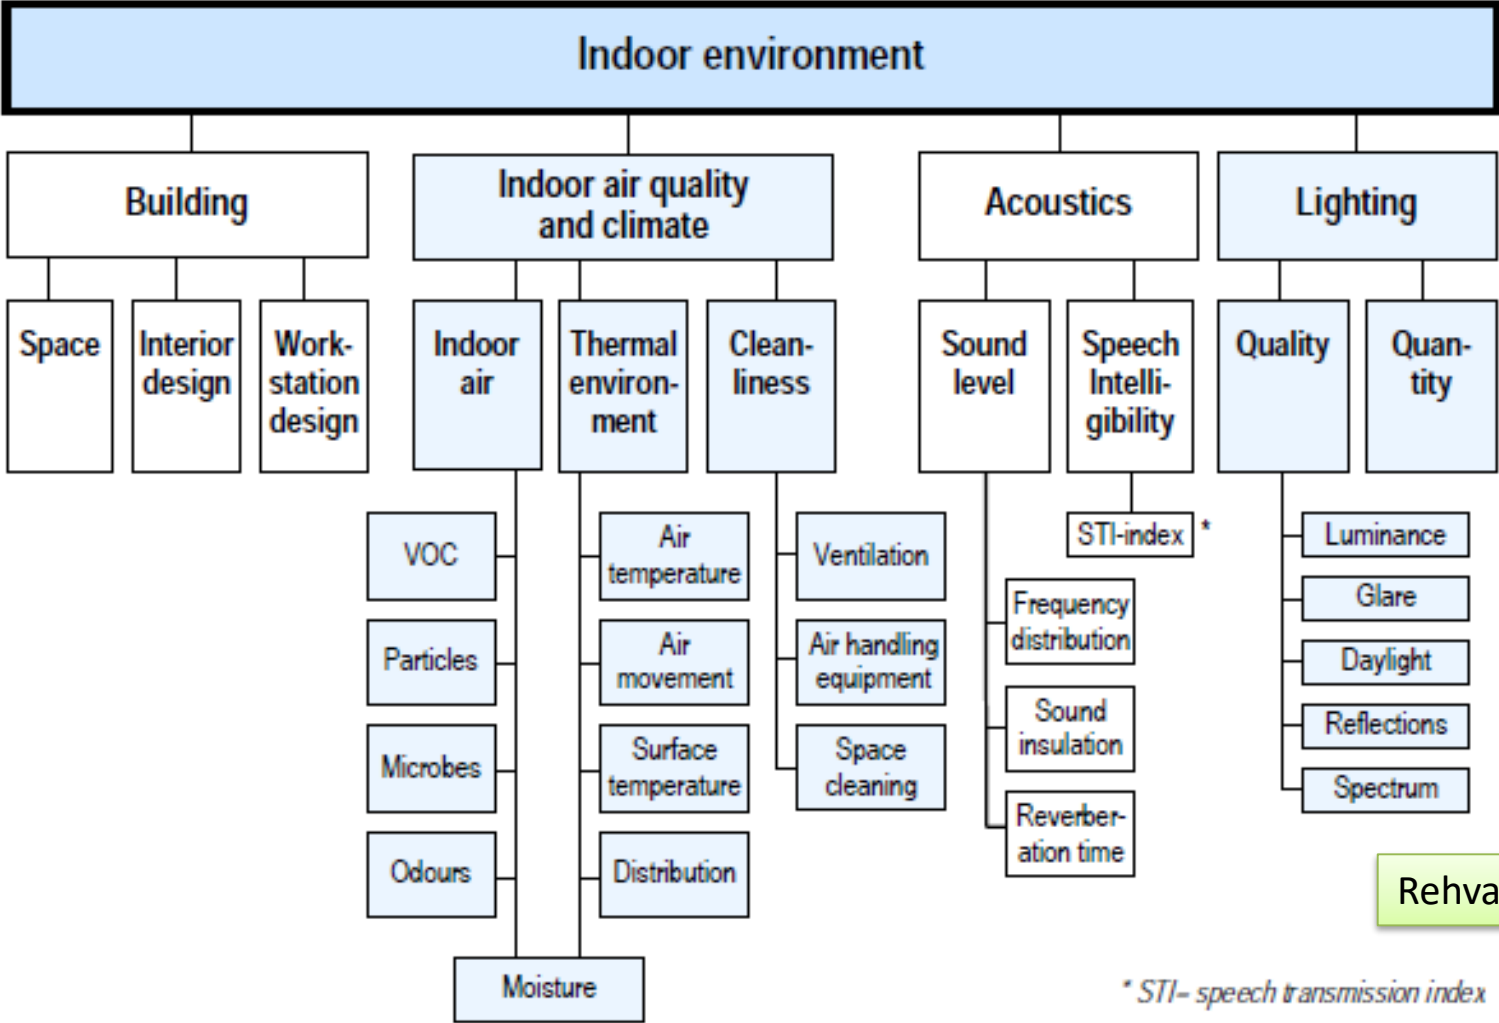 Indoor environment
Building
Indoor air quality
and climate
Acoustics
Lighting
Space
Interior
design
Work-
station
design
Indoor
air
Thermal
environ-
ment
Clean-
liness
Sound
level
Speech
Intelli-
gibility
Quality
Quan-
tity
VOC
Particles
Microbes
Odours
Air
temperature
Air
movement
Surface
temperature
Distribution
Moisture
Ventilation
Air handling
equipment
Space
cleaning
STI-index *
Frequency
distribution
Sound
insulation
Reverber-
ation time
Luminance
Glare
Daylight
Reflections
Spectrum
Rehva
* STI= speech transmission index